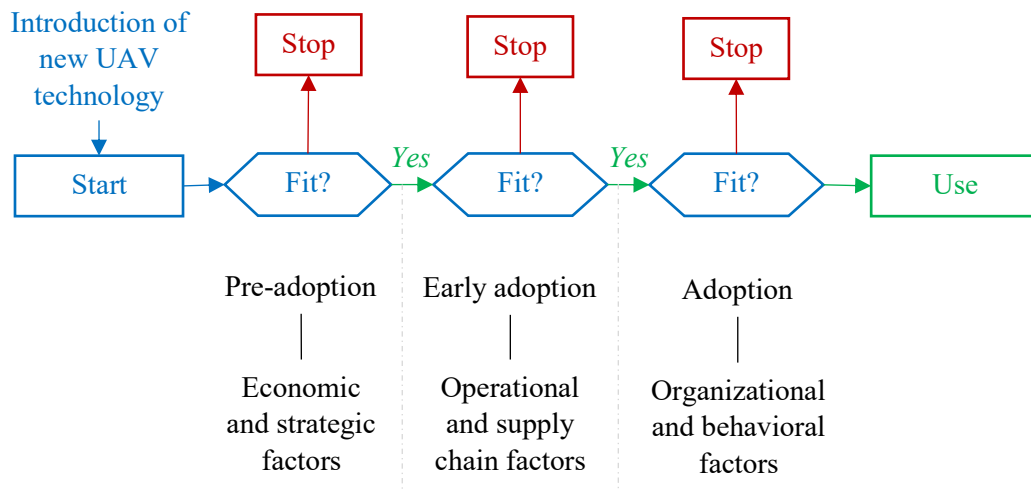 Introduction of
new UAV
technology
Stop
Stop
Stop
Start
Fit?
Yes
Fit?
Yes
Fit?
Use
Pre-adoption
Early adoption
Adoption
Economic
and strategic
factors
Operational
and supply
chain factors
Organizational
and behavioral
factors